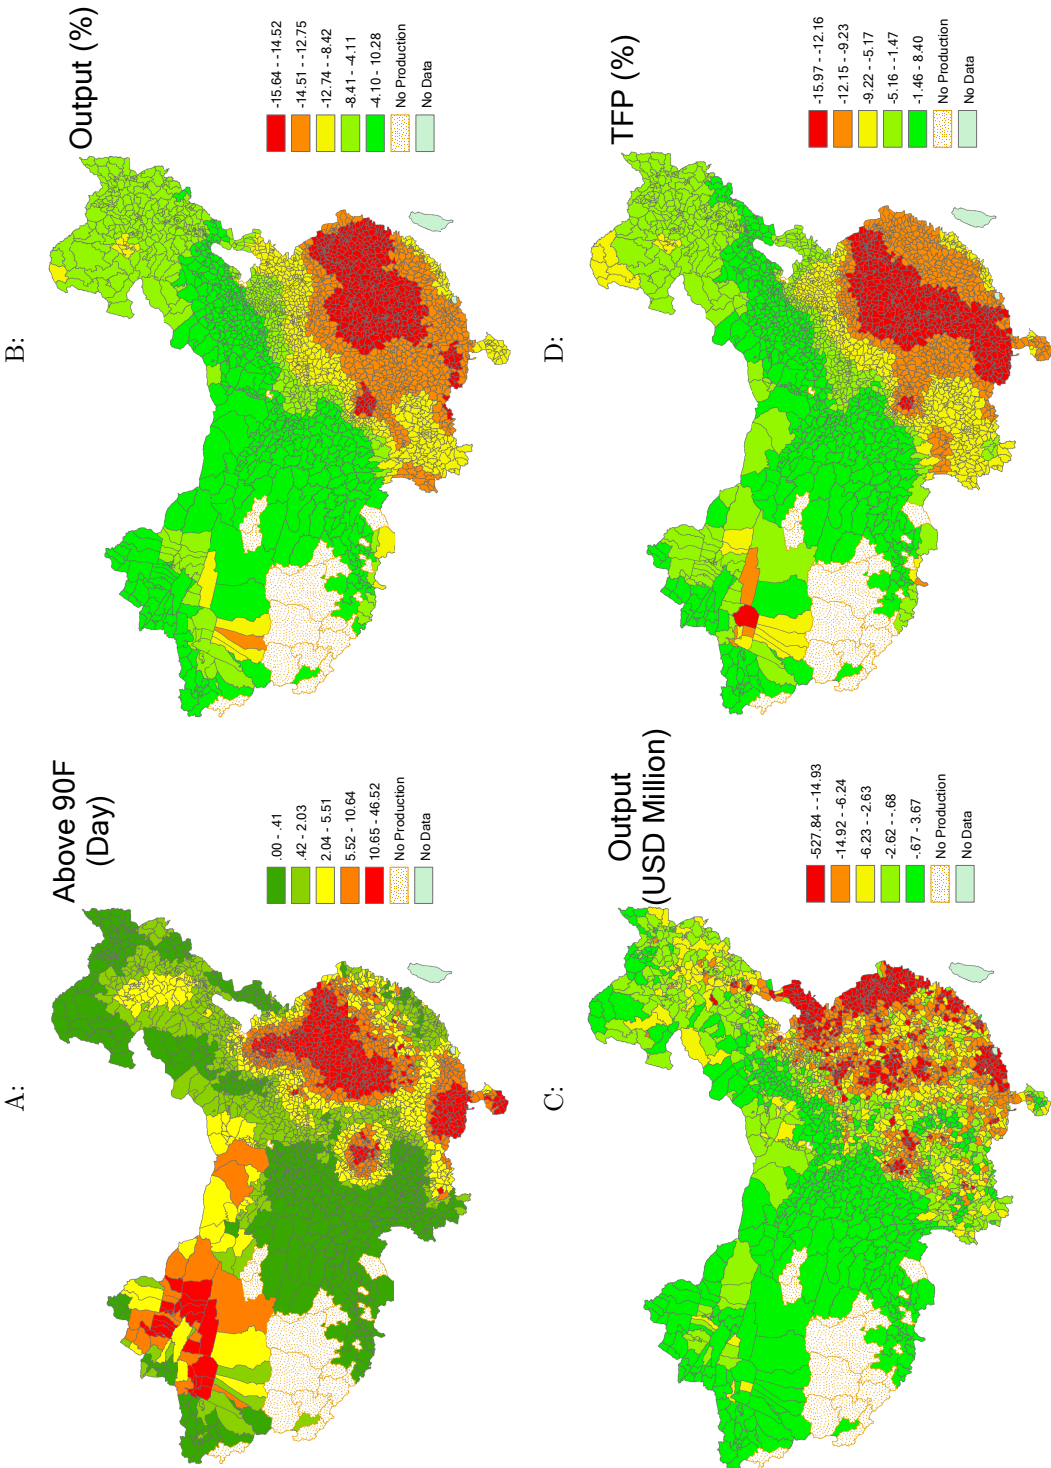 A:
Above 90F
(Day)
.00 - .41
.42 - 2.03
2.04 - 5.51
5.52 - 10.64
10.65 - 46.52
No Production
No Data
B:
Output (%)
-15.64 - -14.52
-14.51 - -12.75
-12.74 - -8.42
-8.41 - -4.11
-4.10 - 10.28
No Production
No Data
C:
Output
(USD Million)
-527.84 - -14.93
-14.92 - -6.24
-6.23 - -2.63
-2.62 - -.68
-.67 - 3.67
No Production
No Data
D:
TFP (%)
-15.97 - -12.16
-12.15 - -9.23
-9.22 - -5.17
-5.16 - -1.47
-1.46 - 8.40
No Production
No Data